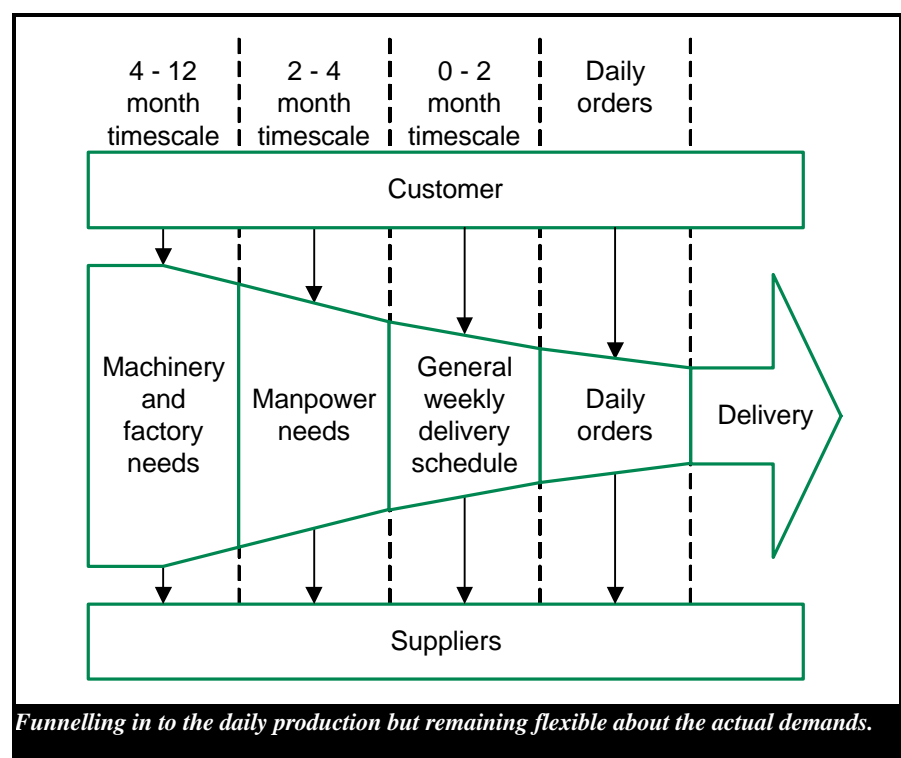 4 - 12
month
timescale
2 - 4
month
timescale
0 - 2
month
timescale
Daily
orders
Customer
Machinery
and
factory
needs
Manpower
needs
General
weekly
delivery
schedule
Daily
orders
Delivery
Suppliers
Funnelling in to the daily production but remaining flexible about the actual demands.